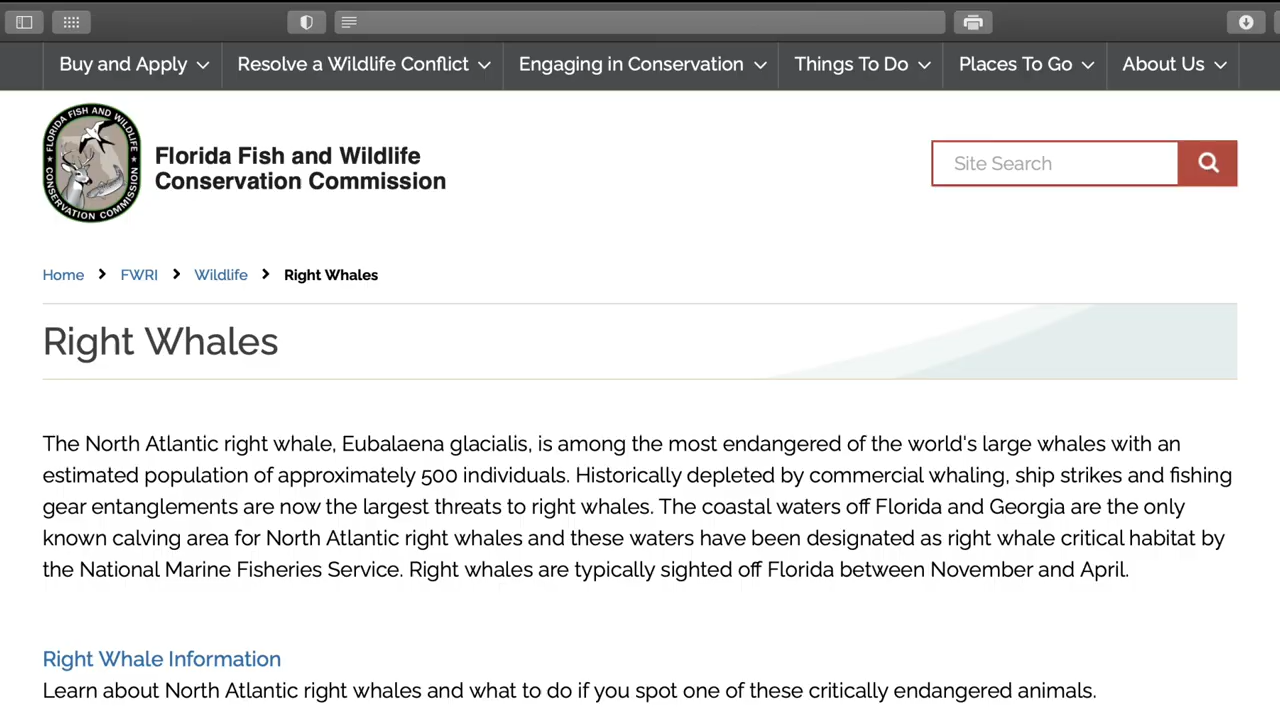 Buy and Apply Resolve a Wildlife Conflict Engaging in Conservation Things To Do Places To Go About Us
FLORIDA FISH AND WILDLIFE
CONSERVATION COMMISSION
Florida Fish and Wildlife
Conservation Commission
Site Search
Home FWRI Wildlife Right Whales
Right Whales
The North Atlantic right whale, Eubalaena glacialis, is among the most endangered of the world's large whales with an
estimated population of approximately 500 individuals. Historically depleted by commercial whaling, ship strikes and fishing
gear entanglements are now the largest threats to right whales. The coastal waters off Florida and Georgia are the only
known calving area for North Atlantic right whales and these waters have been designated as right whale critical habitat by
the National Marine Fisheries Service. Right whales are typically sighted off Florida between November and April.
Right Whale Information
Learn about North Atlantic right whales and what to do if you spot one of these critically endangered animals.